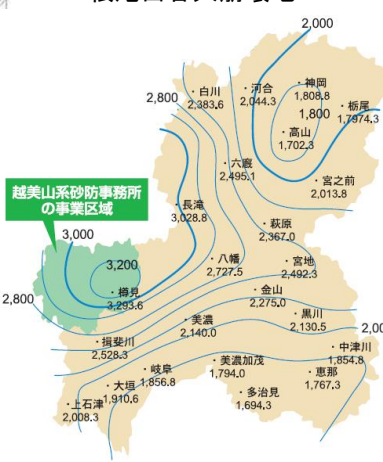 2,000
2,800
・白川
2,383.6
・河合
2,044.3
・神岡
1,808.8
1,800
・栃尾
1,7974.3
・高山
1,702.3
・六厩
2,495.1
・宮之前
2,013.8
越美山系砂防事務所
の事業区域
・長滝
3,028.8
・萩原
2,367.0
3,000
3,200
・八幡
2,727.5
・宮地
2,492.3
・樽見
3,293.6
2,800
・金山
2,275.0
・美濃
2,140.0
・黒川
2,130.5
2,00
・揖斐川
2,528.3
・中津川
1,854.8
・岐阜
1,856.8
・美濃加茂
1,794.0
・恵那
1,767.3
・大垣
1,910.6
・多治見
1,694.3
・上石津
2,008.3